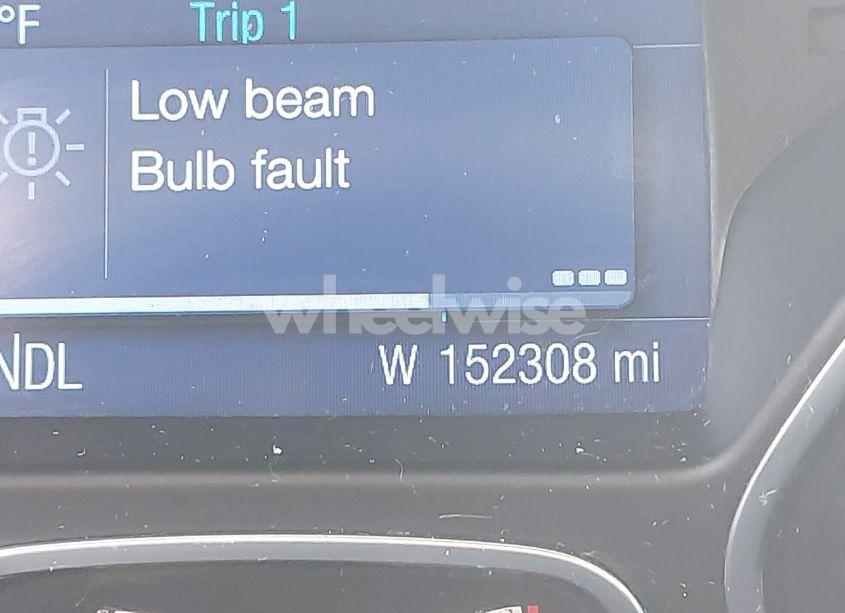 °F Trip 1
Low beam
Bulb fault
wheelwise
NDL W 152308 mi